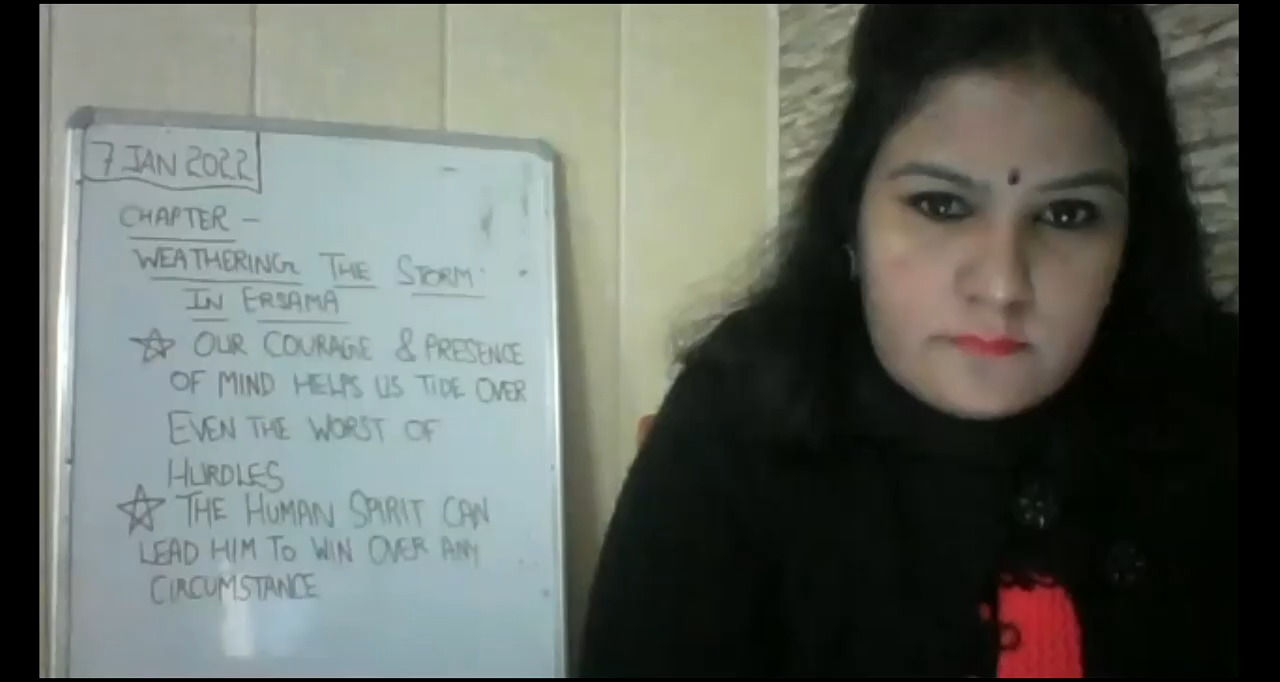 7 JAN 2022
CHAPTER -
WEATHERING THE STORM
IN ERSAMA
☆ OUR COURAGE & PRESENCE
OF MIND HELPS US TIDE OVER
EVEN THE WORST OF
HURDLES
☆ THE HUMAN SPIRIT CAN
LEAD HIM TO WIN OVER ANY
CIRCUMSTANCE